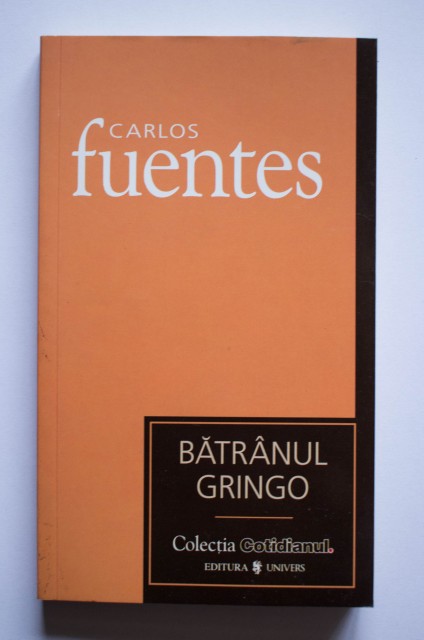 CARLOS
fuentes
BĂTRÂNUL
GRINGO
Colecția Cotidianul.
EDITURA UNIVERS